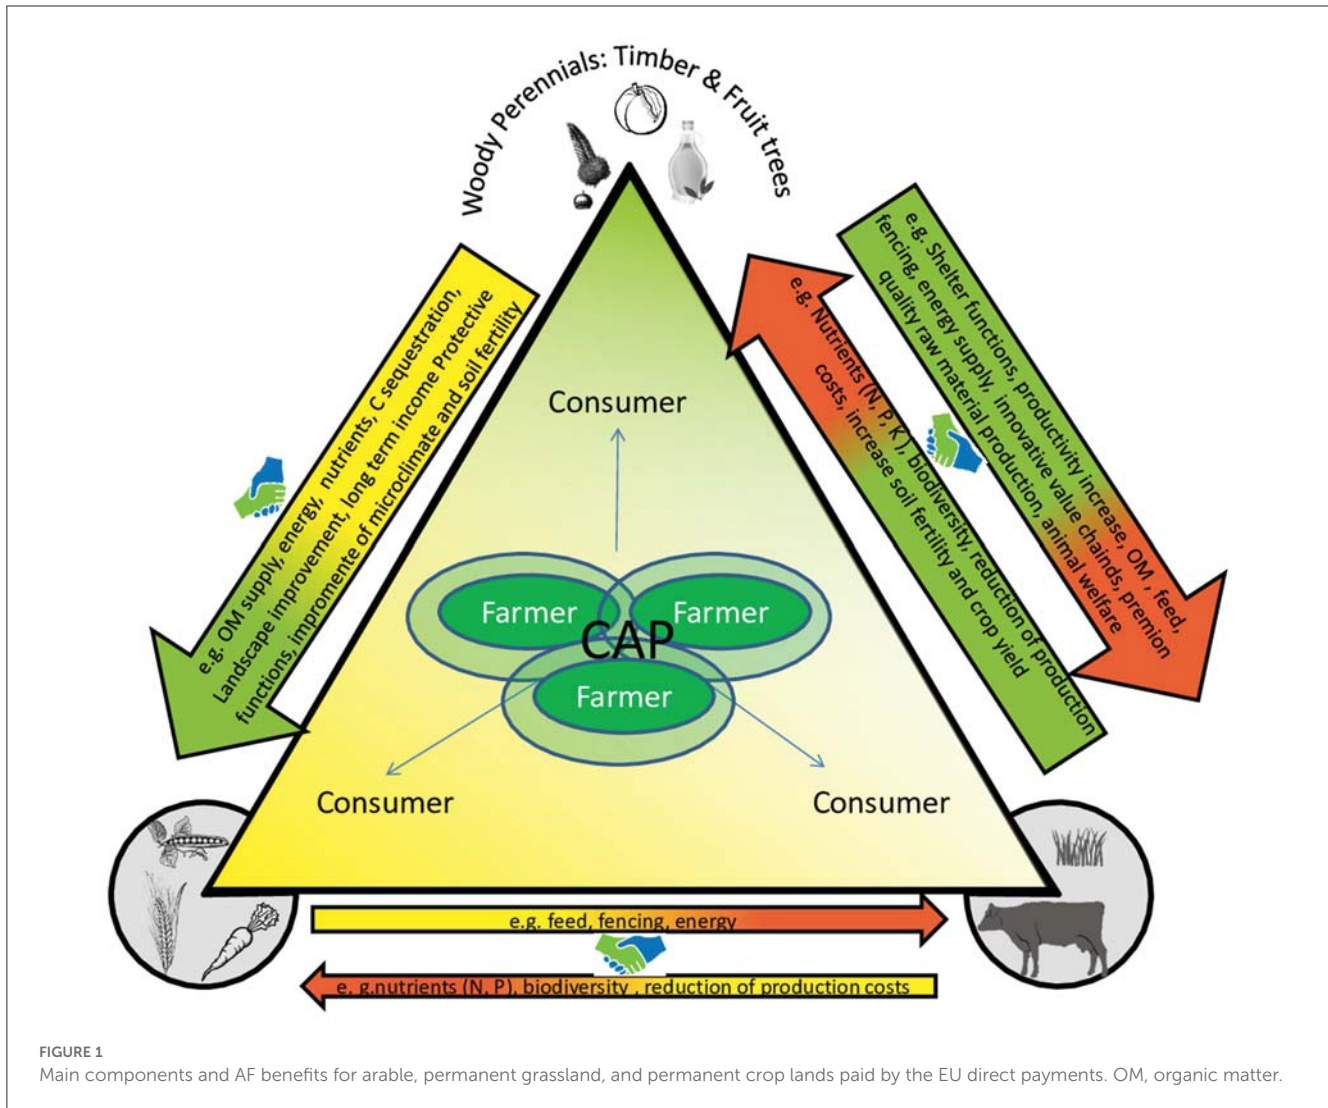 Woody Perennials: Timber & Fruit trees
e.g. OM supply, energy, nutrients, C sequestration,
Landscape improvement, long term income Protective
functions, impromente of microclimate and soil fertility
e.g. Shelter functions, productivity increase, OM, feed,
fencing, energy supply, innovative value chainds, premion
quality raw material production, animal welfare
e.g. Nutrients (N, P, K ), biodiversity, reduction of production
costs, increase soil fertility and crop yield
Consumer
Farmer
Farmer
CAP
Farmer
Consumer
Consumer
e.g. feed, fencing, energy
e. g.nutrients (N, P), biodiversity , reduction of production costs
FIGURE 1
Main components and AF benefits for arable, permanent grassland, and permanent crop lands paid by the EU direct payments. OM, organic matter.